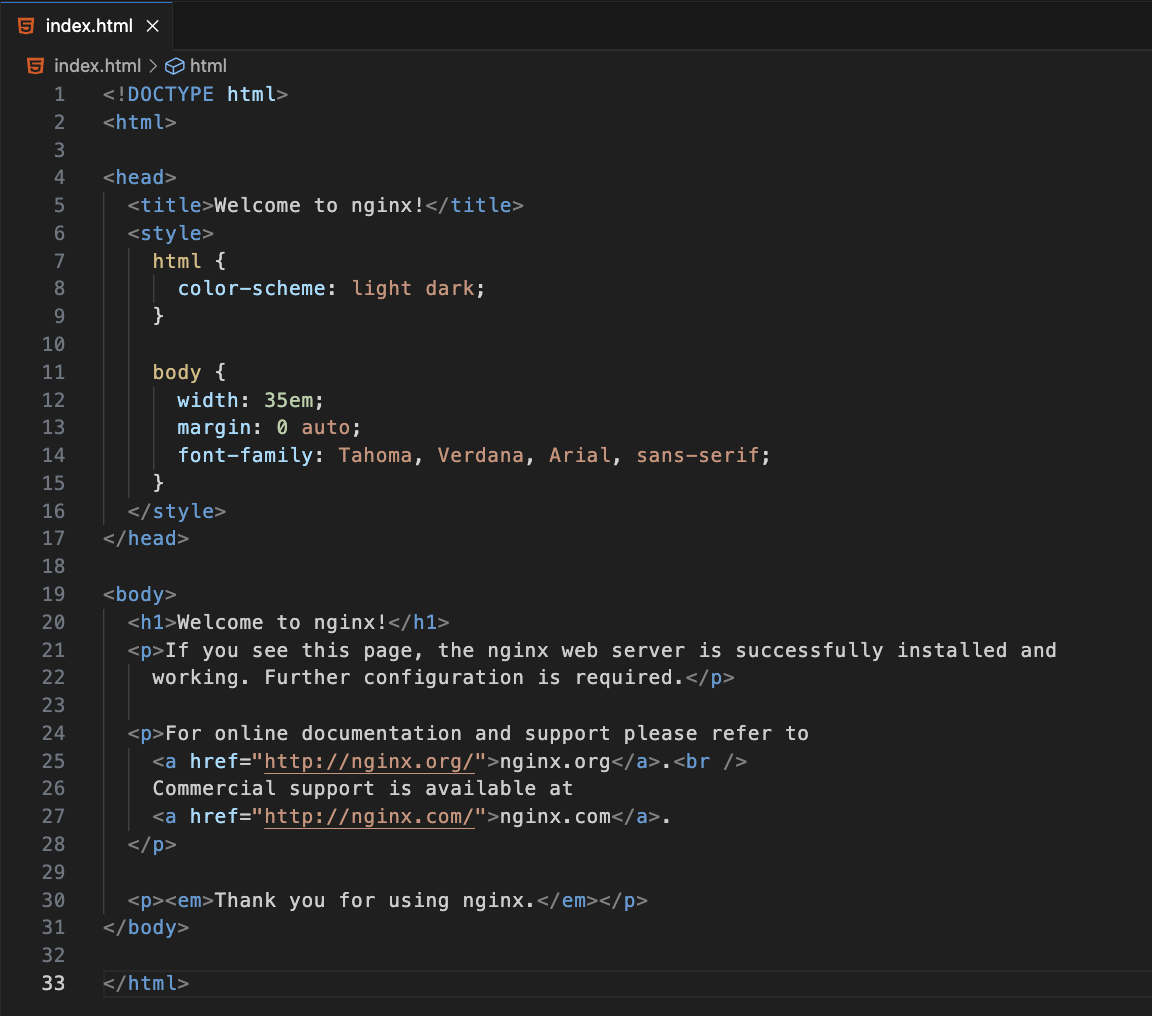 index.html
index.html > html
1 <!DOCTYPE html>
2 <html>
3
4 <head>
5   <title>Welcome to nginx!</title>
6   <style>
7     html {
8       color-scheme: light dark;
9     }
10
11     body {
12       width: 35em;
13       margin: 0 auto;
14       font-family: Tahoma, Verdana, Arial, sans-serif;
15     }
16   </style>
17 </head>
18
19 <body>
20   <h1>Welcome to nginx!</h1>
21   <p>If you see this page, the nginx web server is successfully installed and
22     working. Further configuration is required.</p>
23
24   <p>For online documentation and support please refer to
25     <a href="http://nginx.org/">nginx.org</a>.<br />
26     Commercial support is available at
27     <a href="http://nginx.com/">nginx.com</a>.
28   </p>
29
30   <p><em>Thank you for using nginx.</em></p>
31 </body>
32
33 </html>